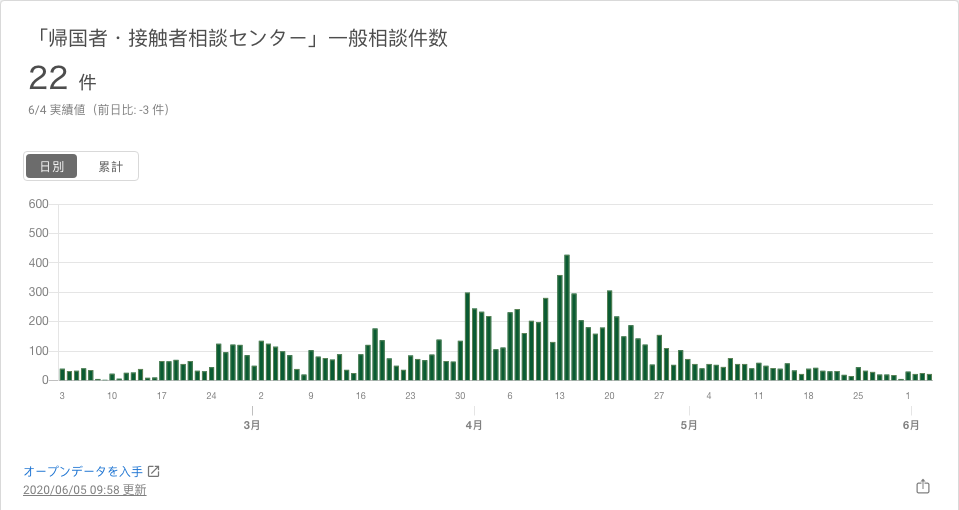 「帰国者・接触者相談センター」一般相談件数
22 件
6/4 実績値（前日比: -3 件）
日別 累計
600
500
400
300
200
100
0
3 10 17 24 2 9 16 23 30 6 13 20 27 4 11 18 25 1
3月 4月 5月 6月
オープンデータを入手
2020/06/05 09:58 更新